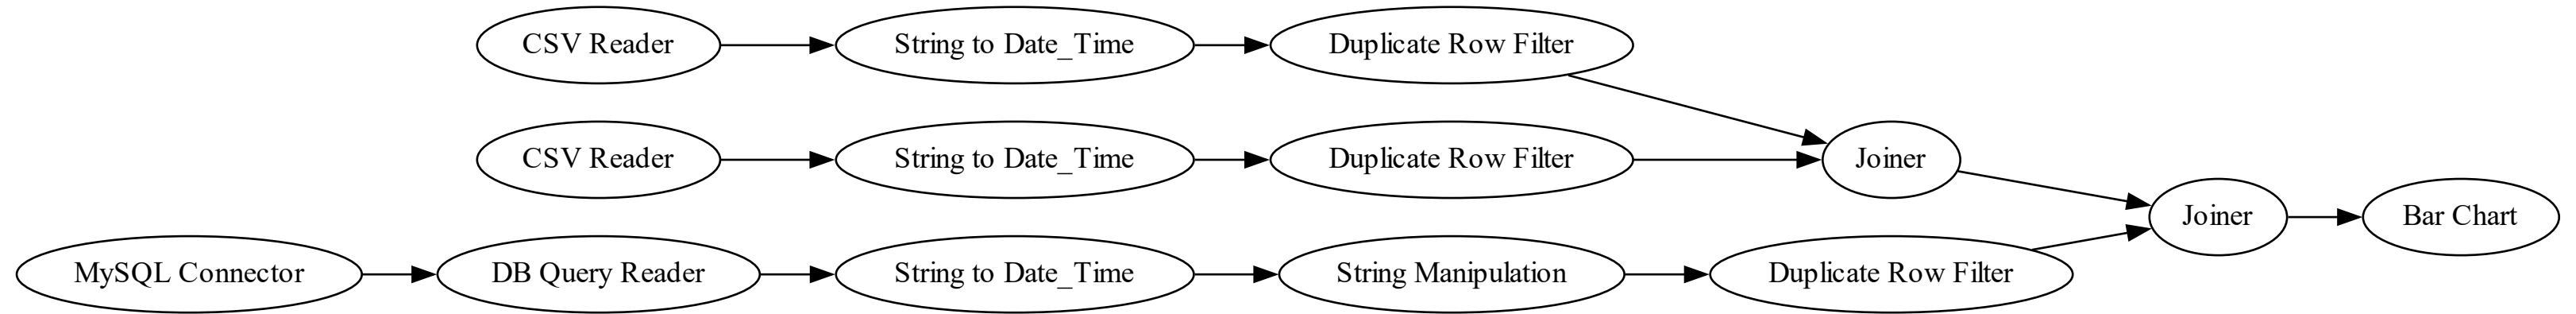 CSV Reader
String to Date_Time
Duplicate Row Filter
CSV Reader
String to Date_Time
Duplicate Row Filter
Joiner
Joiner
Bar Chart
MySQL Connector
DB Query Reader
String to Date_Time
String Manipulation
Duplicate Row Filter